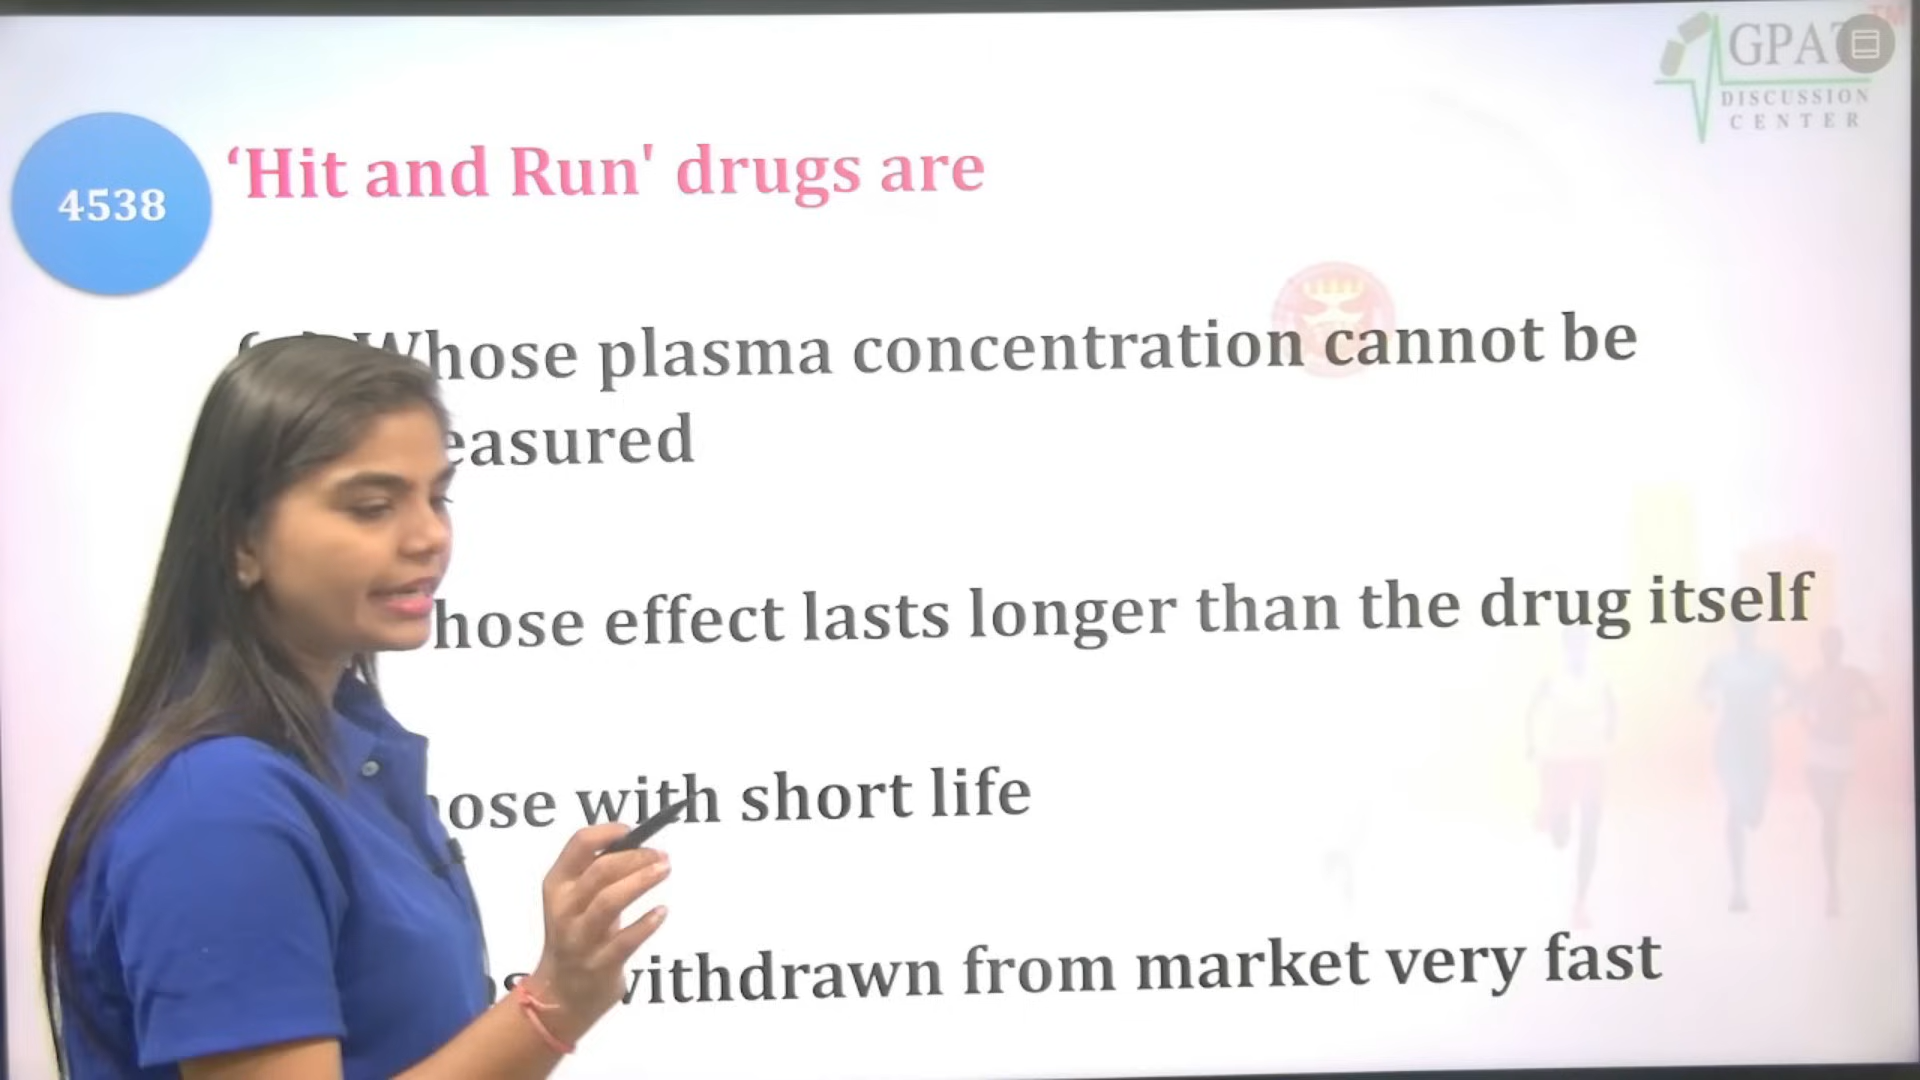 GPAT
DISCUSSION
CENTER
4538
‘Hit and Run' drugs are
Whose plasma concentration cannot be
easured
hose effect lasts longer than the drug itself
ose with short life
withdrawn from market very fast